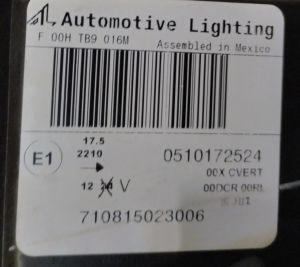 Automotive Lighting
F 00H TB9 016M
Assembled in Mexico
E1
17.5
2210
0510172524
00X CVERT
12 V
00DCR 00RL
710815023006